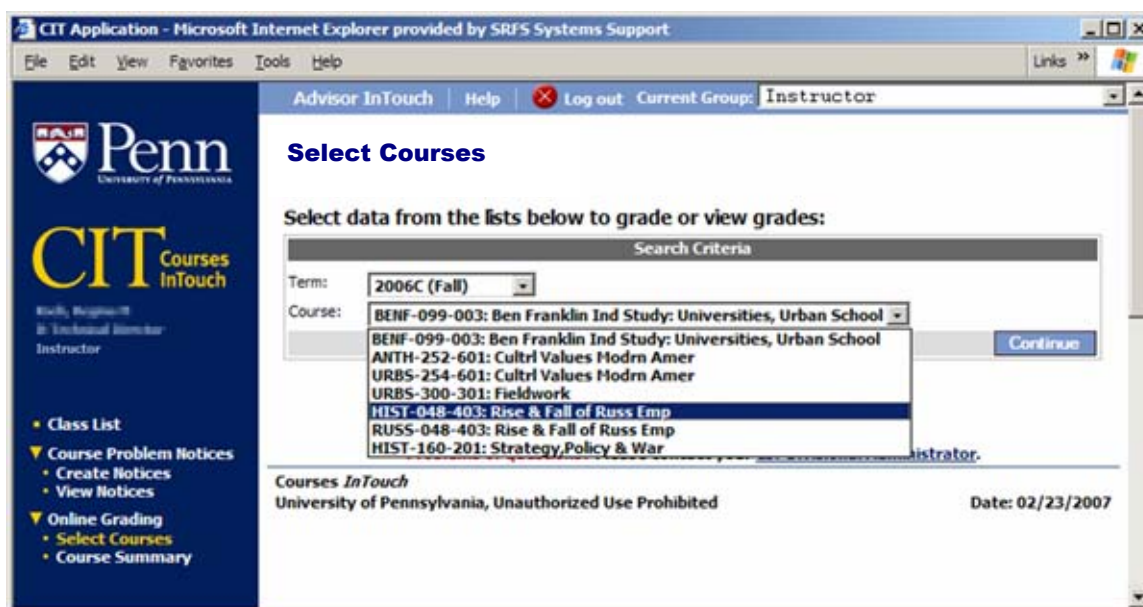 CIT Application - Microsoft Internet Explorer provided by SRFS Systems Support
File Edit View Favorites Tools Help Links »
Advisor InTouch | Help | Log out Current Group: Instructor
Penn
University of Pennsylvania
CIT Courses InTouch
Instructor
• Class List
Course Problem Notices
• Create Notices
• View Notices
Online Grading
• Select Courses
• Course Summary
Select Courses
Select data from the lists below to grade or view grades:
Search Criteria
Term: 2006C (Fall)
Course: BENF-099-003: Ben Franklin Ind Study: Universities, Urban School
BENF-099-003: Ben Franklin Ind Study: Universities, Urban School
ANTH-252-601: Cultrl Values Modrn Amer
URBS-254-601: Cultrl Values Modrn Amer
URBS-300-301: Fieldwork
HIST-048-403: Rise & Fall of Russ Emp
RUSS-048-403: Rise & Fall of Russ Emp
HIST-160-201: Strategy,Policy & War
Continue
Courses InTouch
University of Pennsylvania, Unauthorized Use Prohibited Date: 02/23/2007